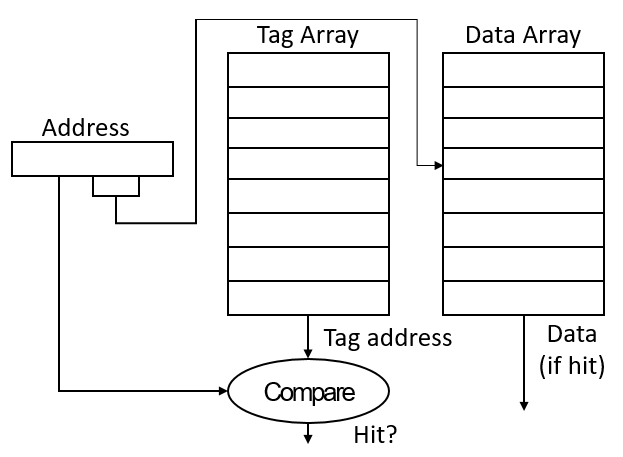 Tag Array
Data Array
Address
Tag address
Data
(if hit)
Compare
Hit?